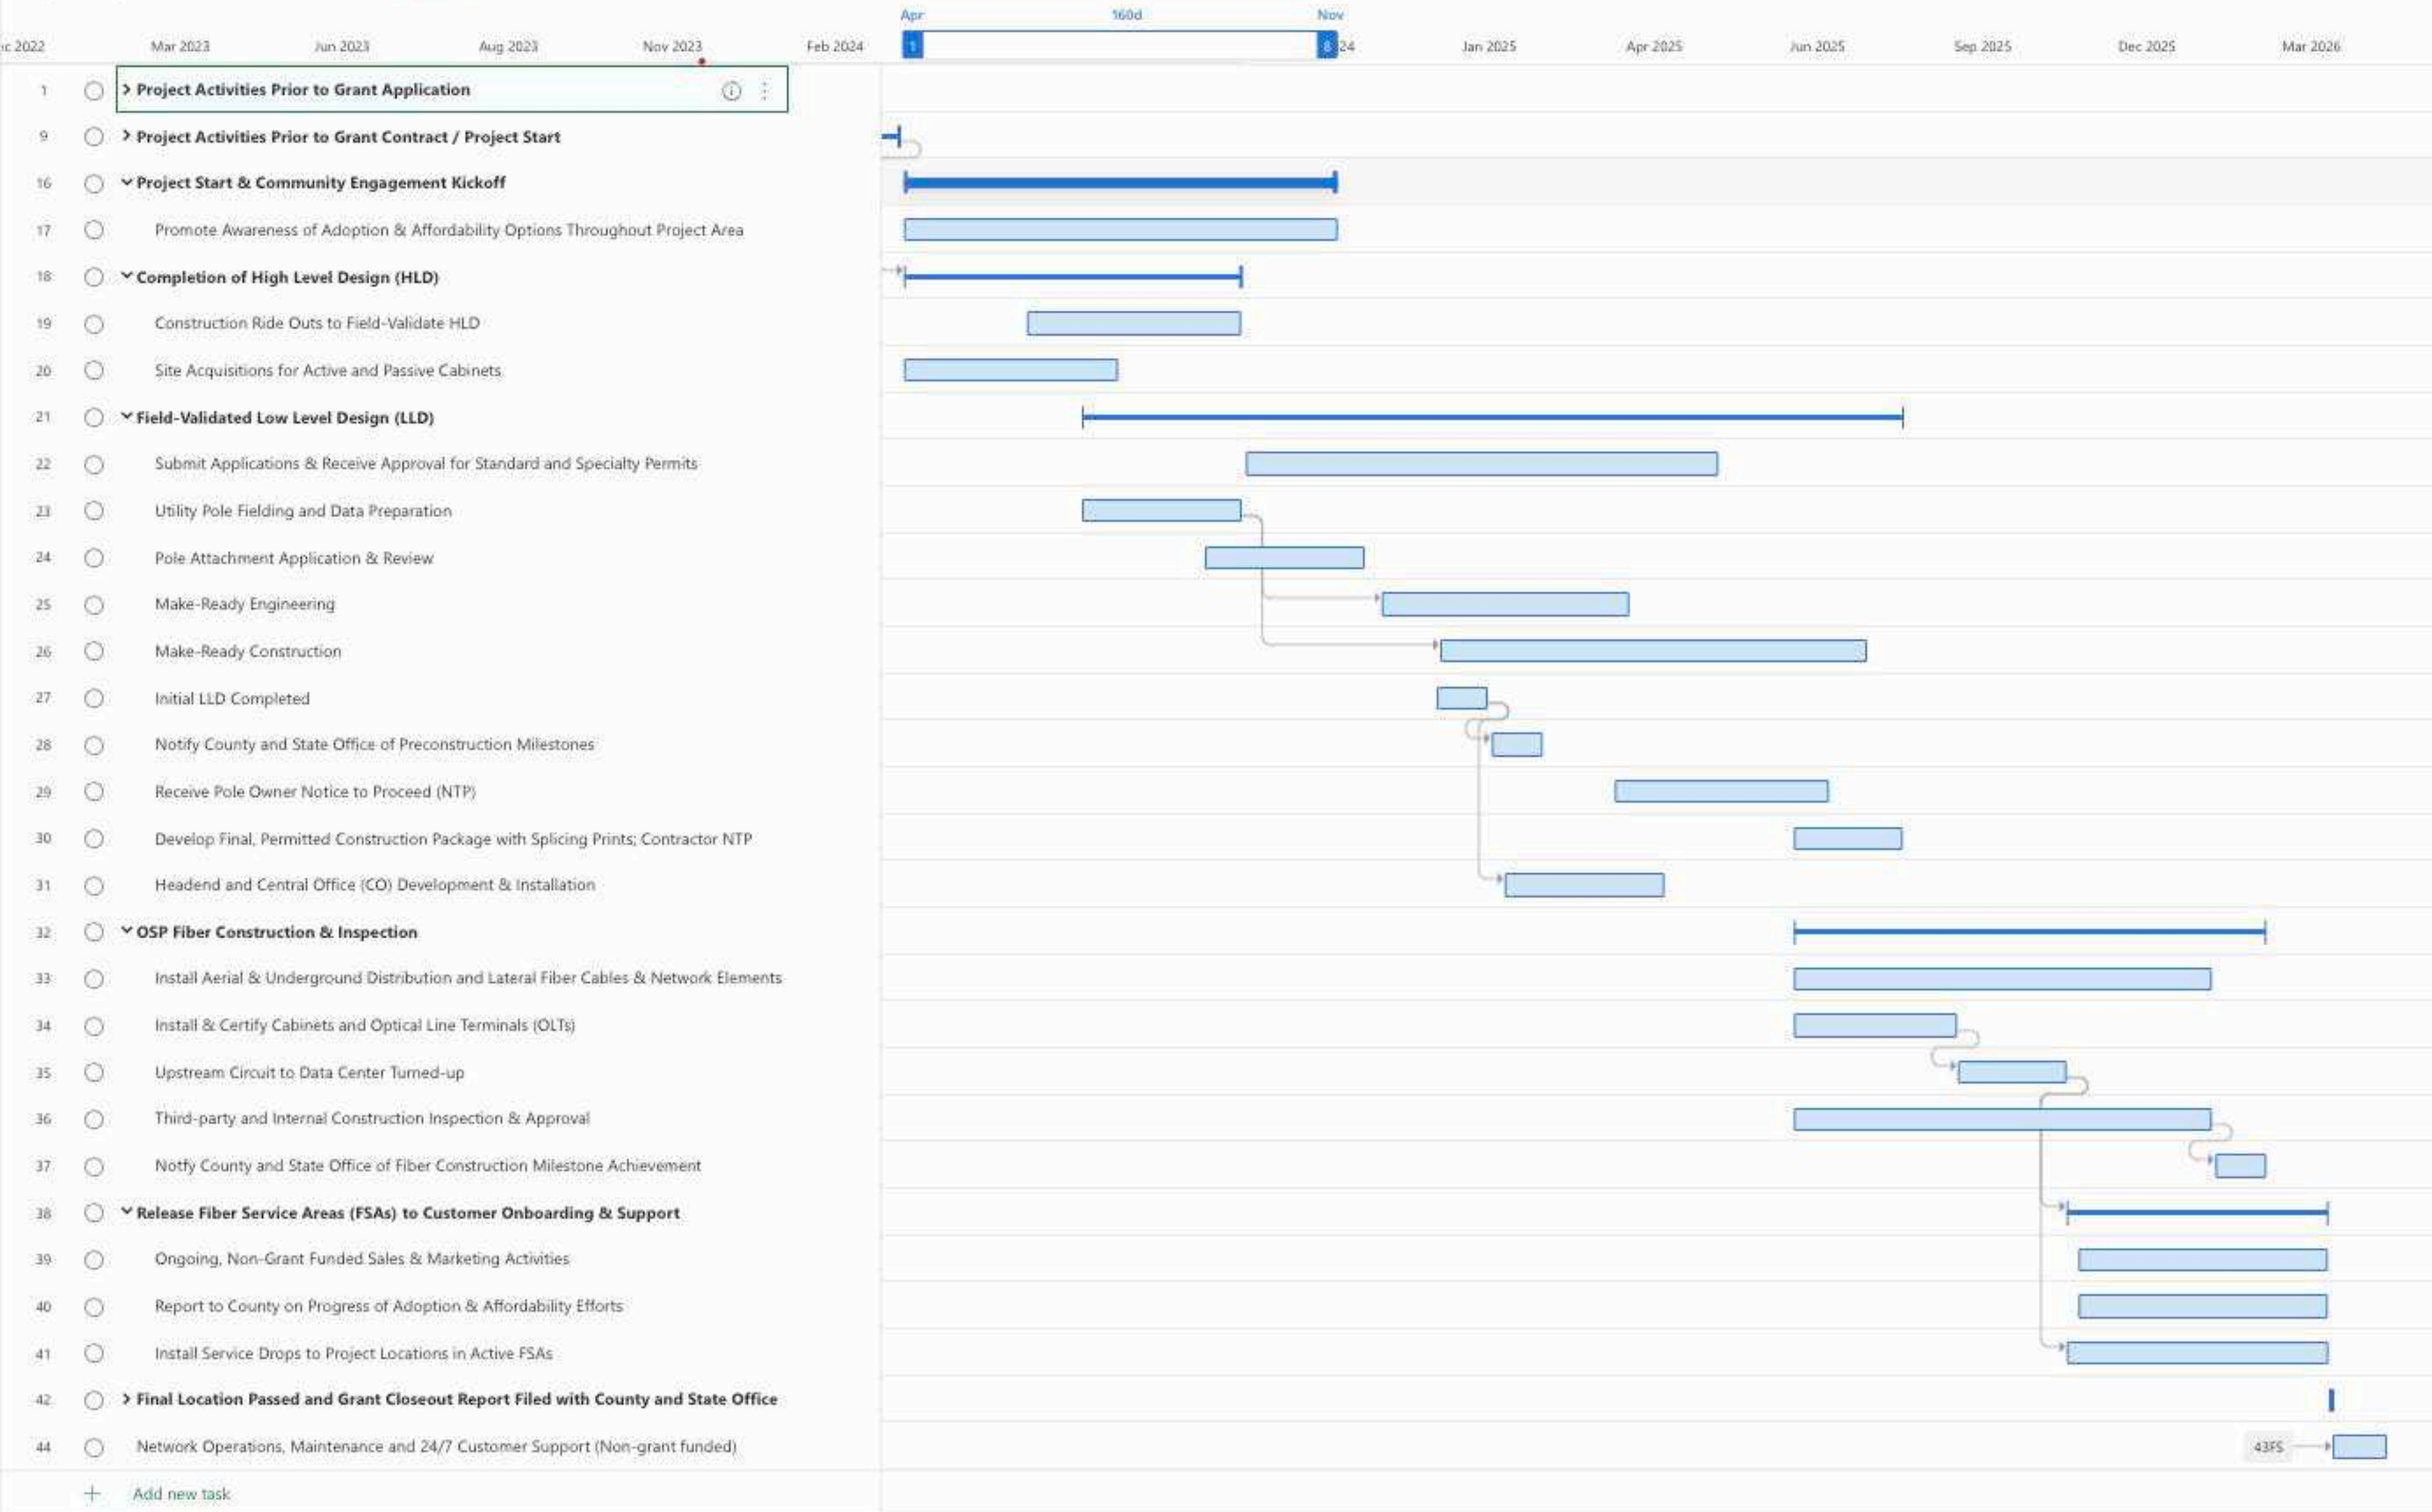 Apr 160d Nov
c 2022 Mar 2023 Jun 2023 Aug 2023 Nov 2023 Feb 2024 1 8 24 Jan 2025 Apr 2025 Jun 2025 Sep 2025 Dec 2025 Mar 2026
1 Project Activities Prior to Grant Application
9 Project Activities Prior to Grant Contract / Project Start
16 Project Start & Community Engagement Kickoff
17 Promote Awareness of Adoption & Affordability Options Throughout Project Area
18 Completion of High Level Design (HLD)
19 Construction Ride Outs to Field-Validate HLD
20 Site Acquisitions for Active and Passive Cabinets
21 Field-Validated Low Level Design (LLD)
22 Submit Applications & Receive Approval for Standard and Specialty Permits
23 Utility Pole Fielding and Data Preparation
24 Pole Attachment Application & Review
25 Make-Ready Engineering
26 Make-Ready Construction
27 Initial LLD Completed
28 Notify County and State Office of Preconstruction Milestones
29 Receive Pole Owner Notice to Proceed (NTP)
30 Develop Final, Permitted Construction Package with Splicing Prints; Contractor NTP
31 Headend and Central Office (CO) Development & Installation
32 OSP Fiber Construction & Inspection
33 Install Aerial & Underground Distribution and Lateral Fiber Cables & Network Elements
34 Install & Certify Cabinets and Optical Line Terminals (OLTs)
35 Upstream Circuit to Data Center Turned-up
36 Third-party and Internal Construction Inspection & Approval
37 Notfy County and State Office of Fiber Construction Milestone Achievement
38 Release Fiber Service Areas (FSAs) to Customer Onboarding & Support
39 Ongoing, Non-Grant Funded Sales & Marketing Activities
40 Report to County on Progress of Adoption & Affordability Efforts
41 Install Service Drops to Project Locations in Active FSAs
42 Final Location Passed and Grant Closeout Report Filed with County and State Office
44 Network Operations, Maintenance and 24/7 Customer Support (Non-grant funded) 43FS
Add new task